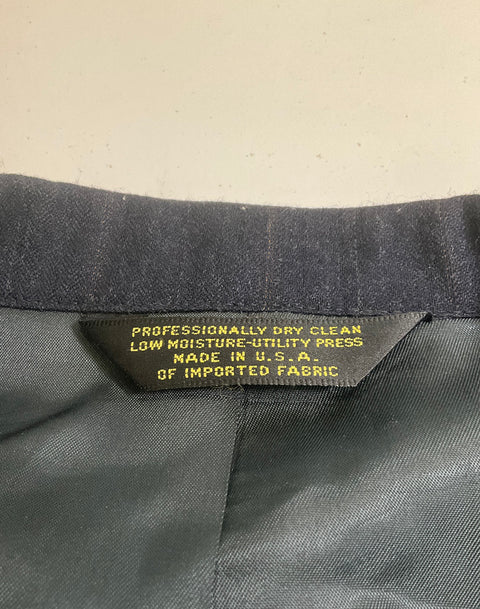 PROFESSIONALLY DRY CLEAN
LOW MOISTURE-UTILITY PRESS
MADE IN U.S.A.
OF IMPORTED FABRIC